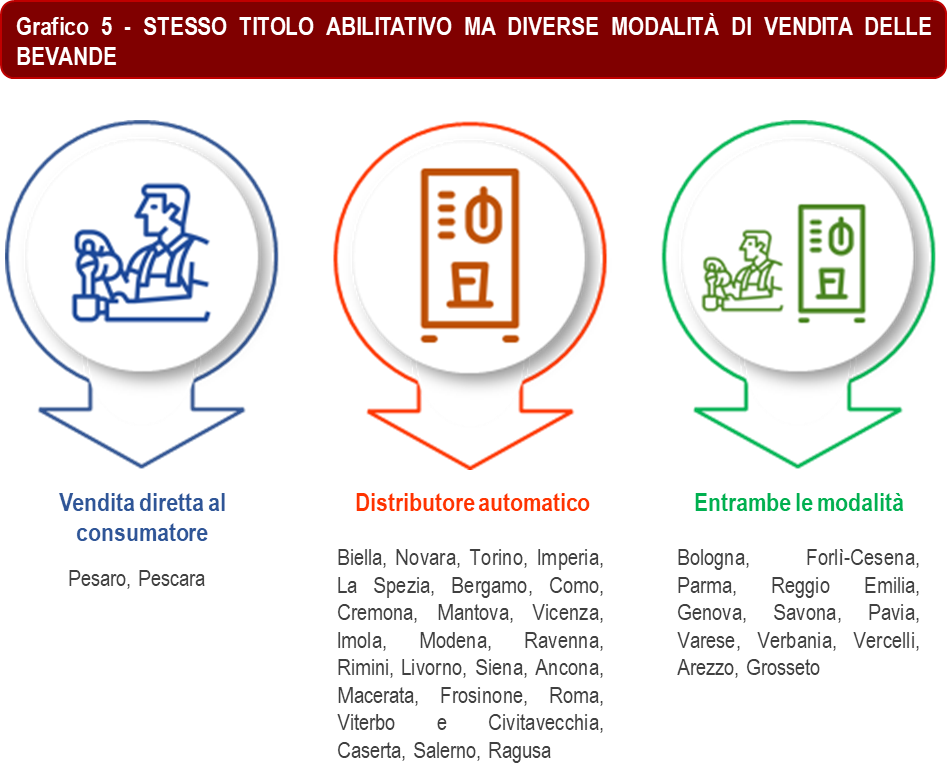 Grafico 5 - STESSO TITOLO ABILITATIVO MA DIVERSE MODALITÀ DI VENDITA DELLE
BEVANDE
Vendita diretta al
consumatore
Pesaro, Pescara
Distributore automatico
Biella, Novara, Torino, Imperia,
La Spezia, Bergamo, Como,
Cremona, Mantova, Vicenza,
Imola, Modena, Ravenna,
Rimini, Livorno, Siena, Ancona,
Macerata, Frosinone, Roma,
Viterbo e Civitavecchia,
Caserta, Salerno, Ragusa
Entrambe le modalità
Bologna, Forlì-Cesena,
Parma, Reggio Emilia,
Genova, Savona, Pavia,
Varese, Verbania, Vercelli,
Arezzo, Grosseto